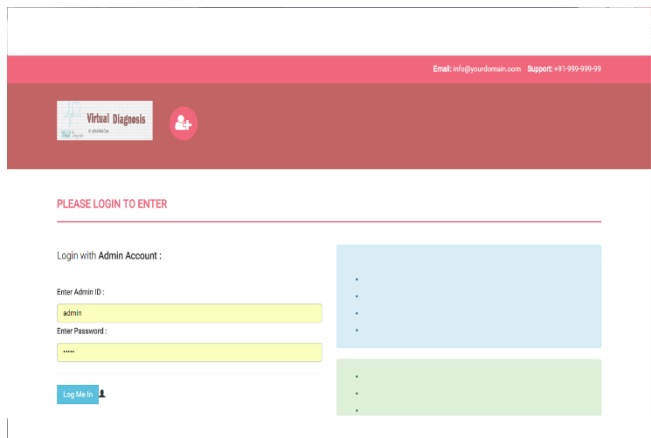 Email: info@yourdomain.com Support: +91-999-999-99
Virtual Diagnosis
PLEASE LOGIN TO ENTER
Login with Admin Account :
Enter Admin ID :
admin
Enter Password :
•••••
Log Me In